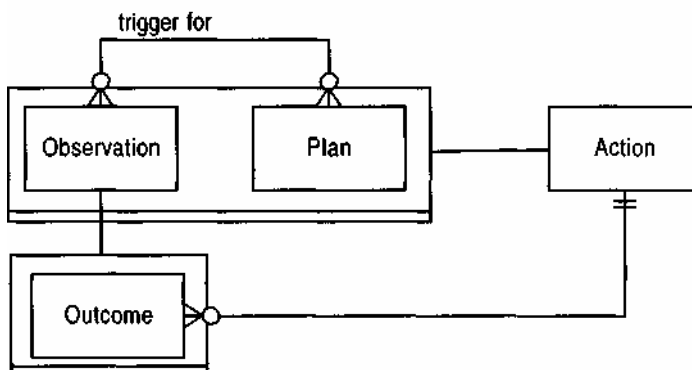 trigger for
Observation
Plan
Action
Outcome